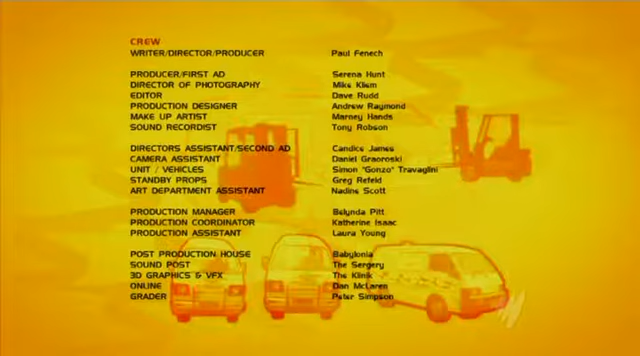 CREW
WRITER/DIRECTOR/PRODUCER Paul Fenech
PRODUCER/FIRST AD Serena Hunt
DIRECTOR OF PHOTOGRAPHY Mike Klism
EDITOR Dave Rudd
PRODUCTION DESIGNER Andrew Raymond
MAKE UP ARTIST Marney Hands
SOUND RECORDIST Tony Robson
DIRECTORS ASSISTANT/SECOND AD Candice James
CAMERA ASSISTANT Daniel Graoroski
UNIT / VEHICLES Simon "Gonzo" Travaglini
STANDBY PROPS Greg Refeld
ART DEPARTMENT ASSISTANT Nadine Scott
PRODUCTION MANAGER Belynda Pitt
PRODUCTION COORDINATOR Katherine Isaac
PRODUCTION ASSISTANT Laura Young
POST PRODUCTION HOUSE Babylonia
SOUND POST The Sergery
3D GRAPHICS & VFX The Klinik
ONLINE Dan McLaren
GRADER Peter Simpson